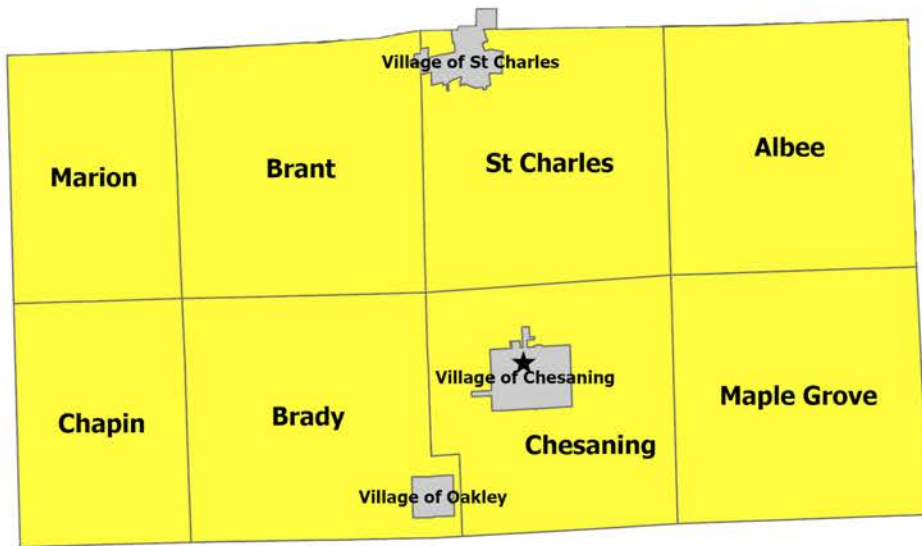 Village of St Charles
Marion
Brant
St Charles
Albee
Village of Chesaning
Chapin
Brady
Chesaning
Maple Grove
Village of Oakley